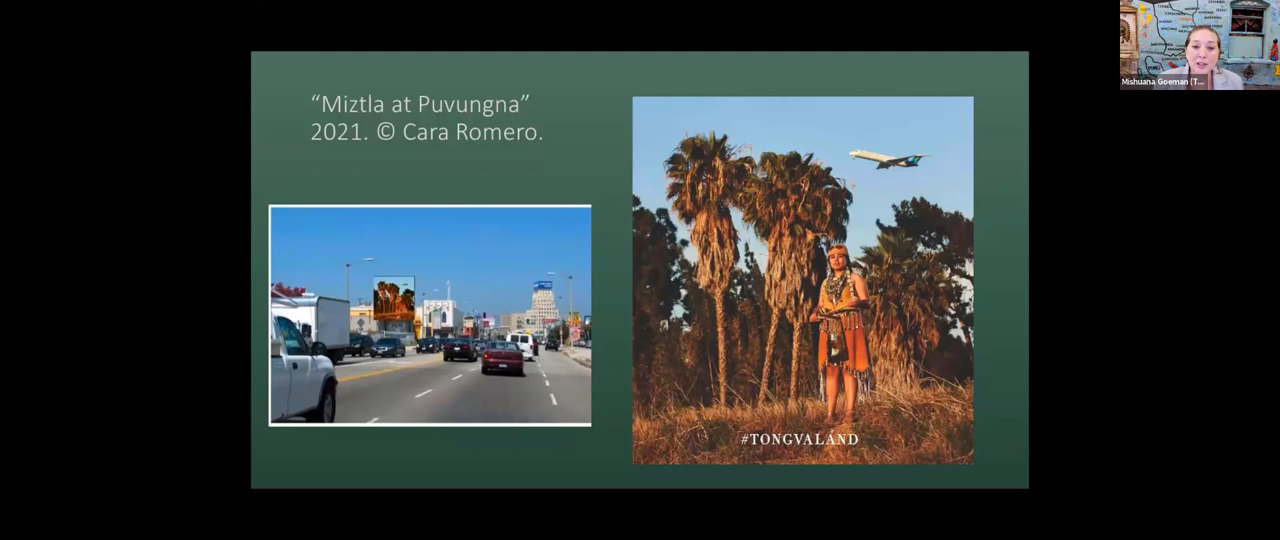 “Miztla at Puvungna”
2021. © Cara Romero.
#TONGVALAND
Mishuana Goeman (T...